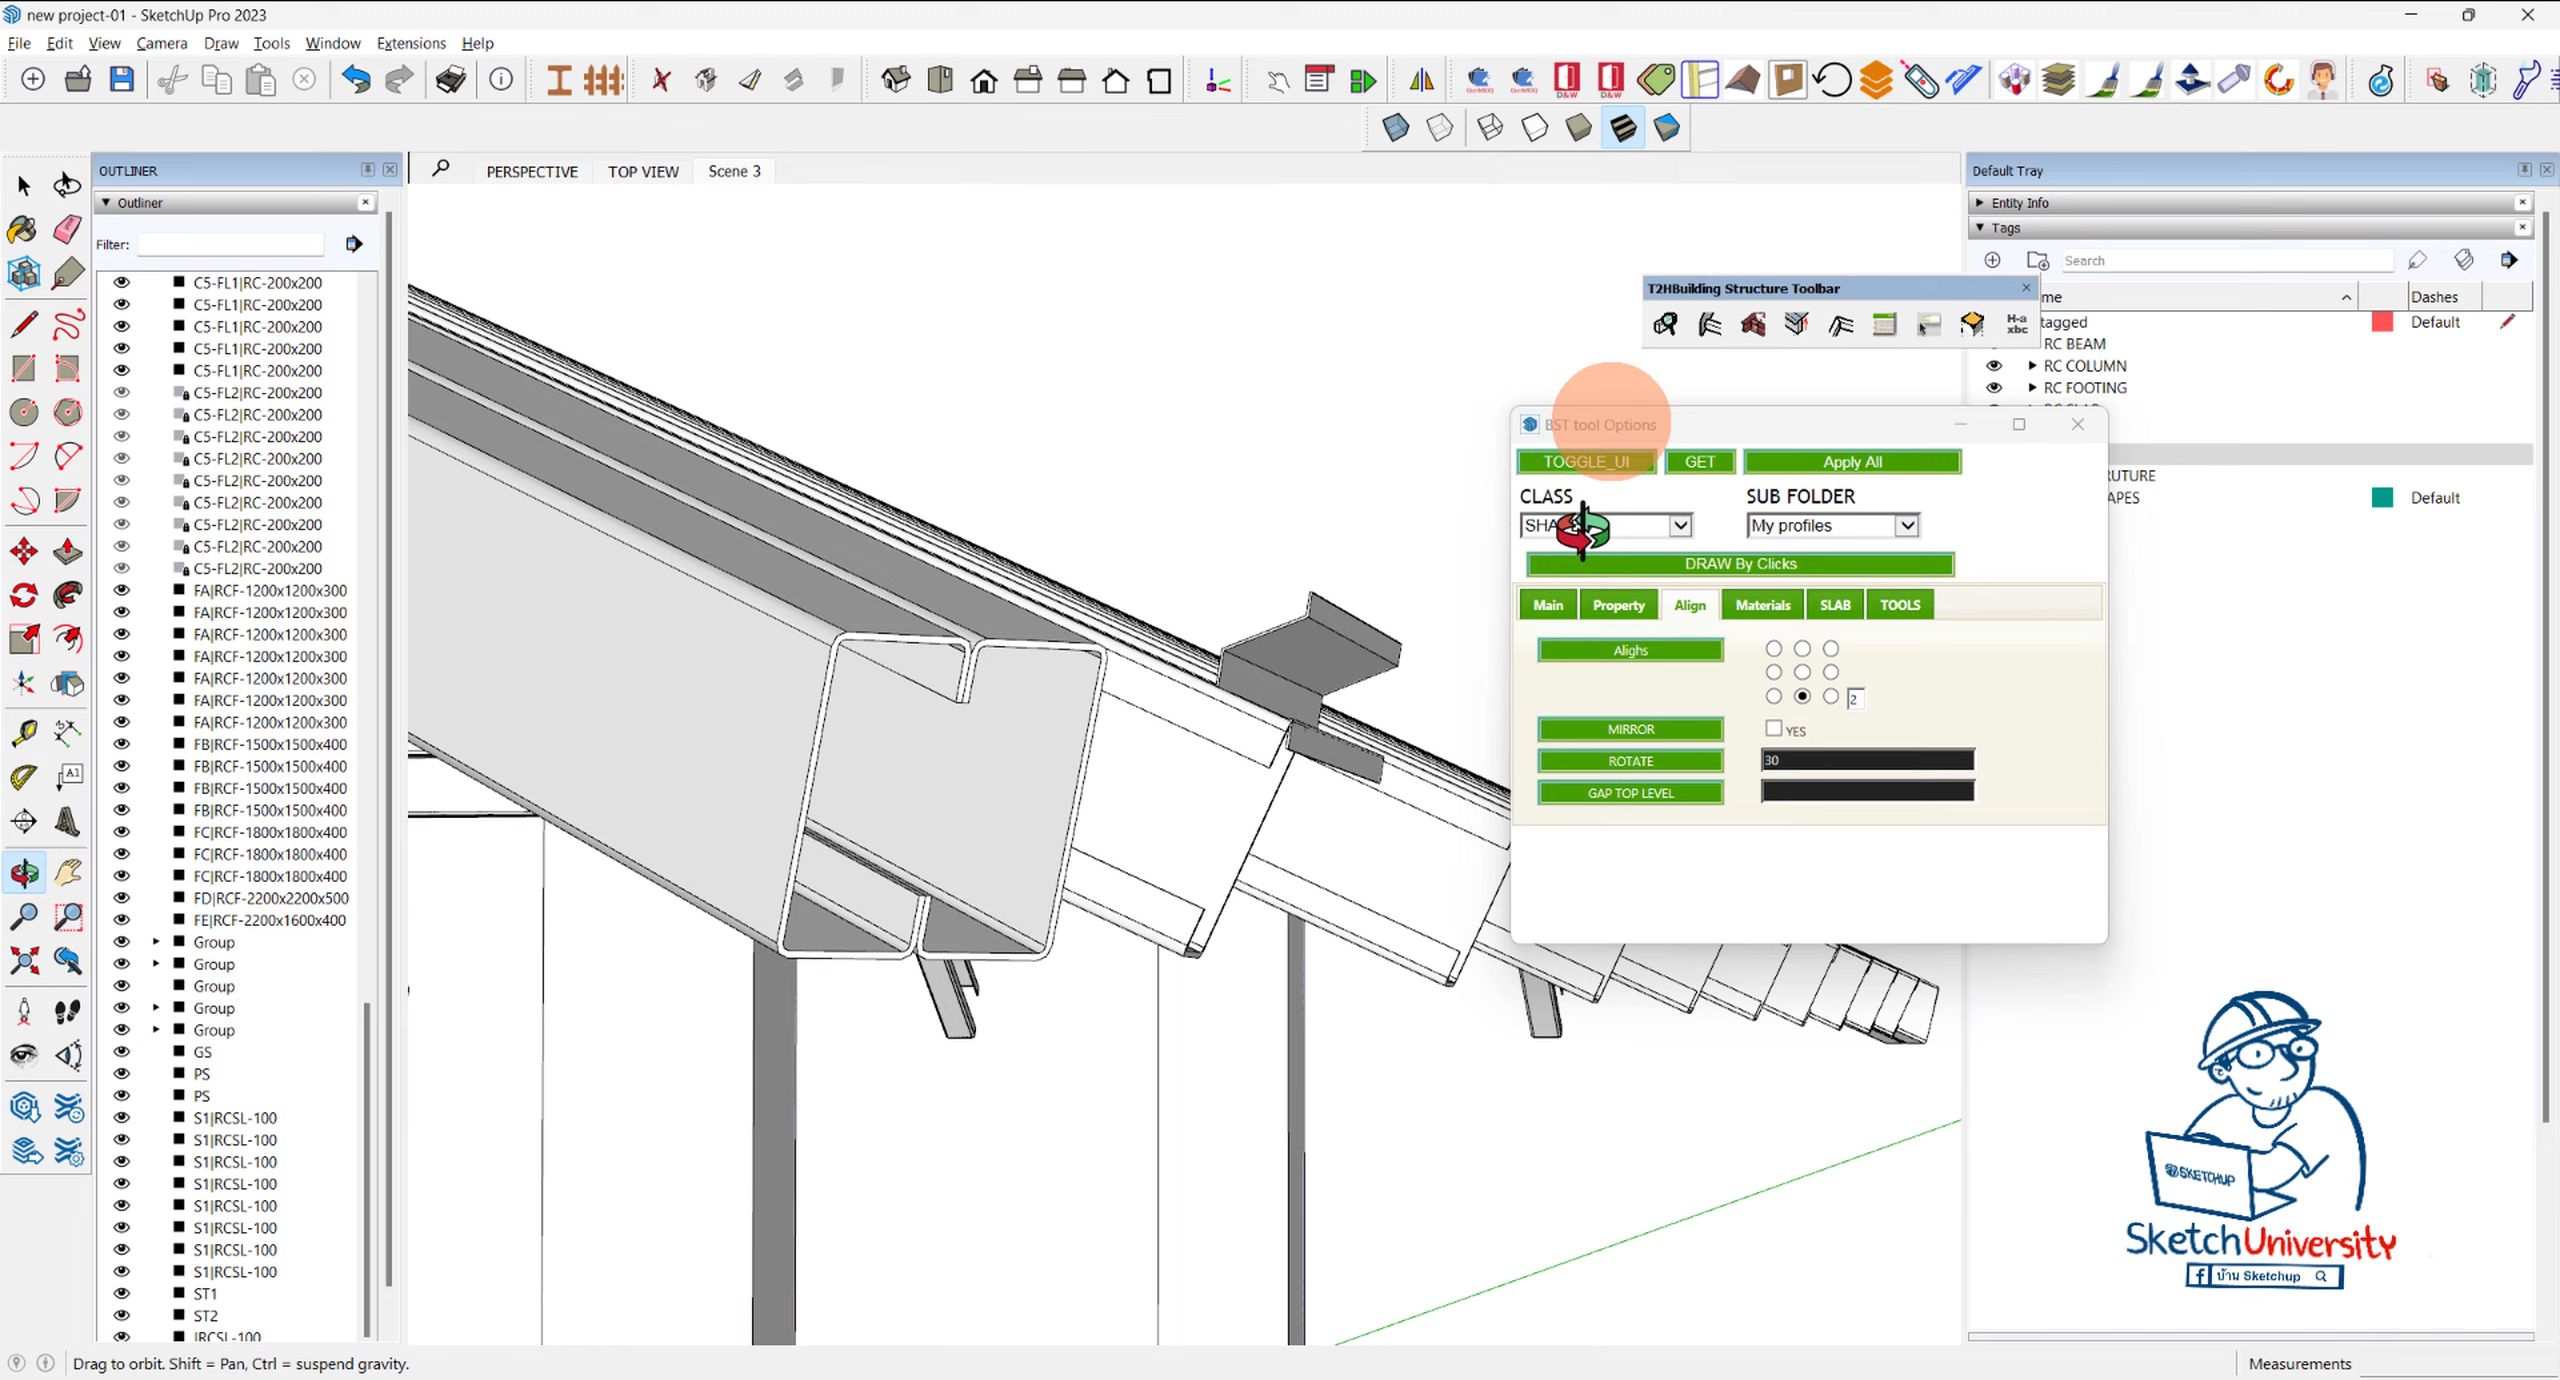 new project-01 - SketchUp Pro 2023
File Edit View Camera Draw Tools Window Extensions Help
D&W D&W
OUTLINER
Outliner
Filter:
C5-FL1|RC-200x200
C5-FL1|RC-200x200
C5-FL1|RC-200x200
C5-FL1|RC-200x200
C5-FL1|RC-200x200
C5-FL2|RC-200x200
C5-FL2|RC-200x200
C5-FL2|RC-200x200
C5-FL2|RC-200x200
C5-FL2|RC-200x200
C5-FL2|RC-200x200
C5-FL2|RC-200x200
C5-FL2|RC-200x200
C5-FL2|RC-200x200
FA|RCF-1200x1200x300
FA|RCF-1200x1200x300
FA|RCF-1200x1200x300
FA|RCF-1200x1200x300
FA|RCF-1200x1200x300
FA|RCF-1200x1200x300
FA|RCF-1200x1200x300
FB|RCF-1500x1500x400
FB|RCF-1500x1500x400
FB|RCF-1500x1500x400
FB|RCF-1500x1500x400
FC|RCF-1800x1800x400
FC|RCF-1800x1800x400
FC|RCF-1800x1800x400
FD|RCF-2200x2200x500
FE|RCF-2200x1600x400
Group
Group
Group
Group
Group
GS
PS
PS
S1|RCSL-100
S1|RCSL-100
S1|RCSL-100
S1|RCSL-100
S1|RCSL-100
S1|RCSL-100
S1|RCSL-100
S1|RCSL-100
ST1
ST2
PERSPECTIVE TOP VIEW Scene 3
T2HBuilding Structure Toolbar
H-a
xbc
BST tool Options
TOGGLE_UI GET Apply All
CLASS SUB FOLDER
SHA My profiles
DRAW By Clicks
Main Property Align Materials SLAB TOOLS
Alighs
2
MIRROR YES
ROTATE 30
GAP TOP LEVEL
Default Tray
Entity Info
Tags
Search
me Dashes
tagged Default
RC BEAM
RC COLUMN
RC FOOTING
RUTURE
APES Default
SKETCHUP
SketchUniversity
f บ้าน Sketchup
Drag to orbit. Shift = Pan, Ctrl = suspend gravity.
Measurements